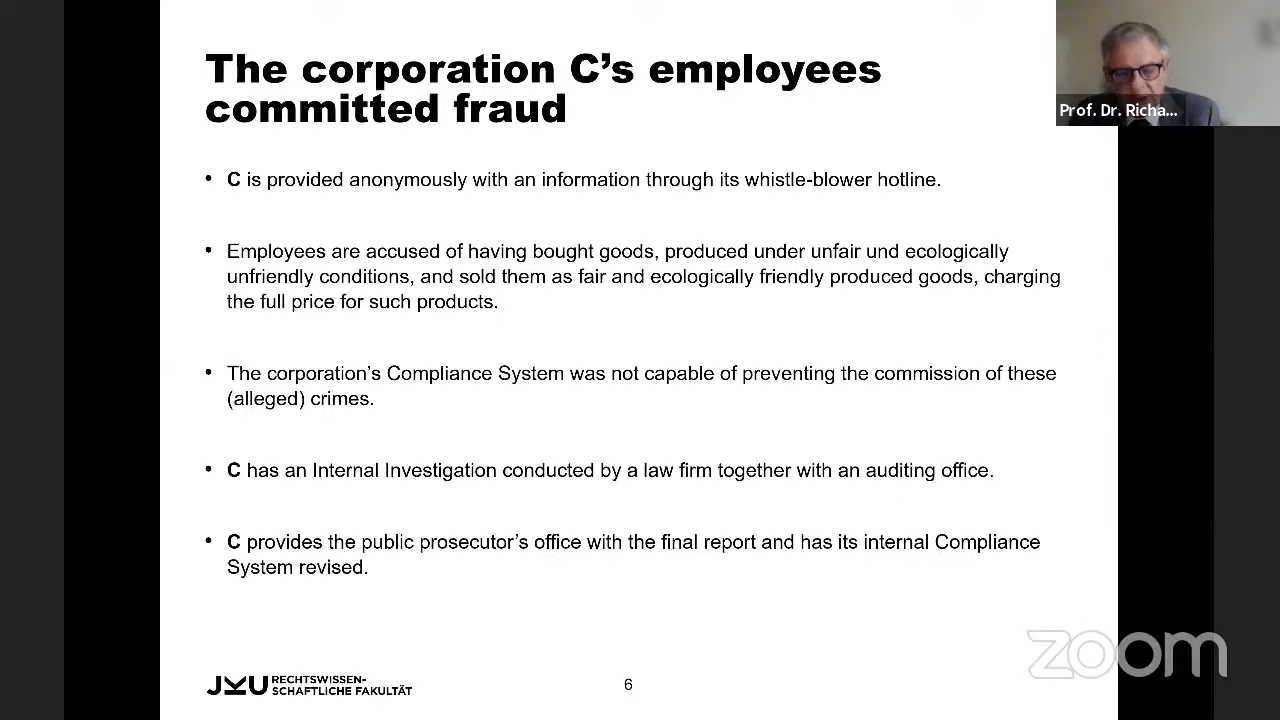 The corporation C’s employees
committed fraud
Prof. Dr. Richa...
• C is provided anonymously with an information through its whistle-blower hotline.
• Employees are accused of having bought goods, produced under unfair und ecologically
unfriendly conditions, and sold them as fair and ecologically friendly produced goods, charging
the full price for such products.
• The corporation’s Compliance System was not capable of preventing the commission of these
(alleged) crimes.
• C has an Internal Investigation conducted by a law firm together with an auditing office.
• C provides the public prosecutor’s office with the final report and has its internal Compliance
System revised.
zoom
JKU RECHTSWISSEN-
SCHAFTLICHE FAKULTÄT
6